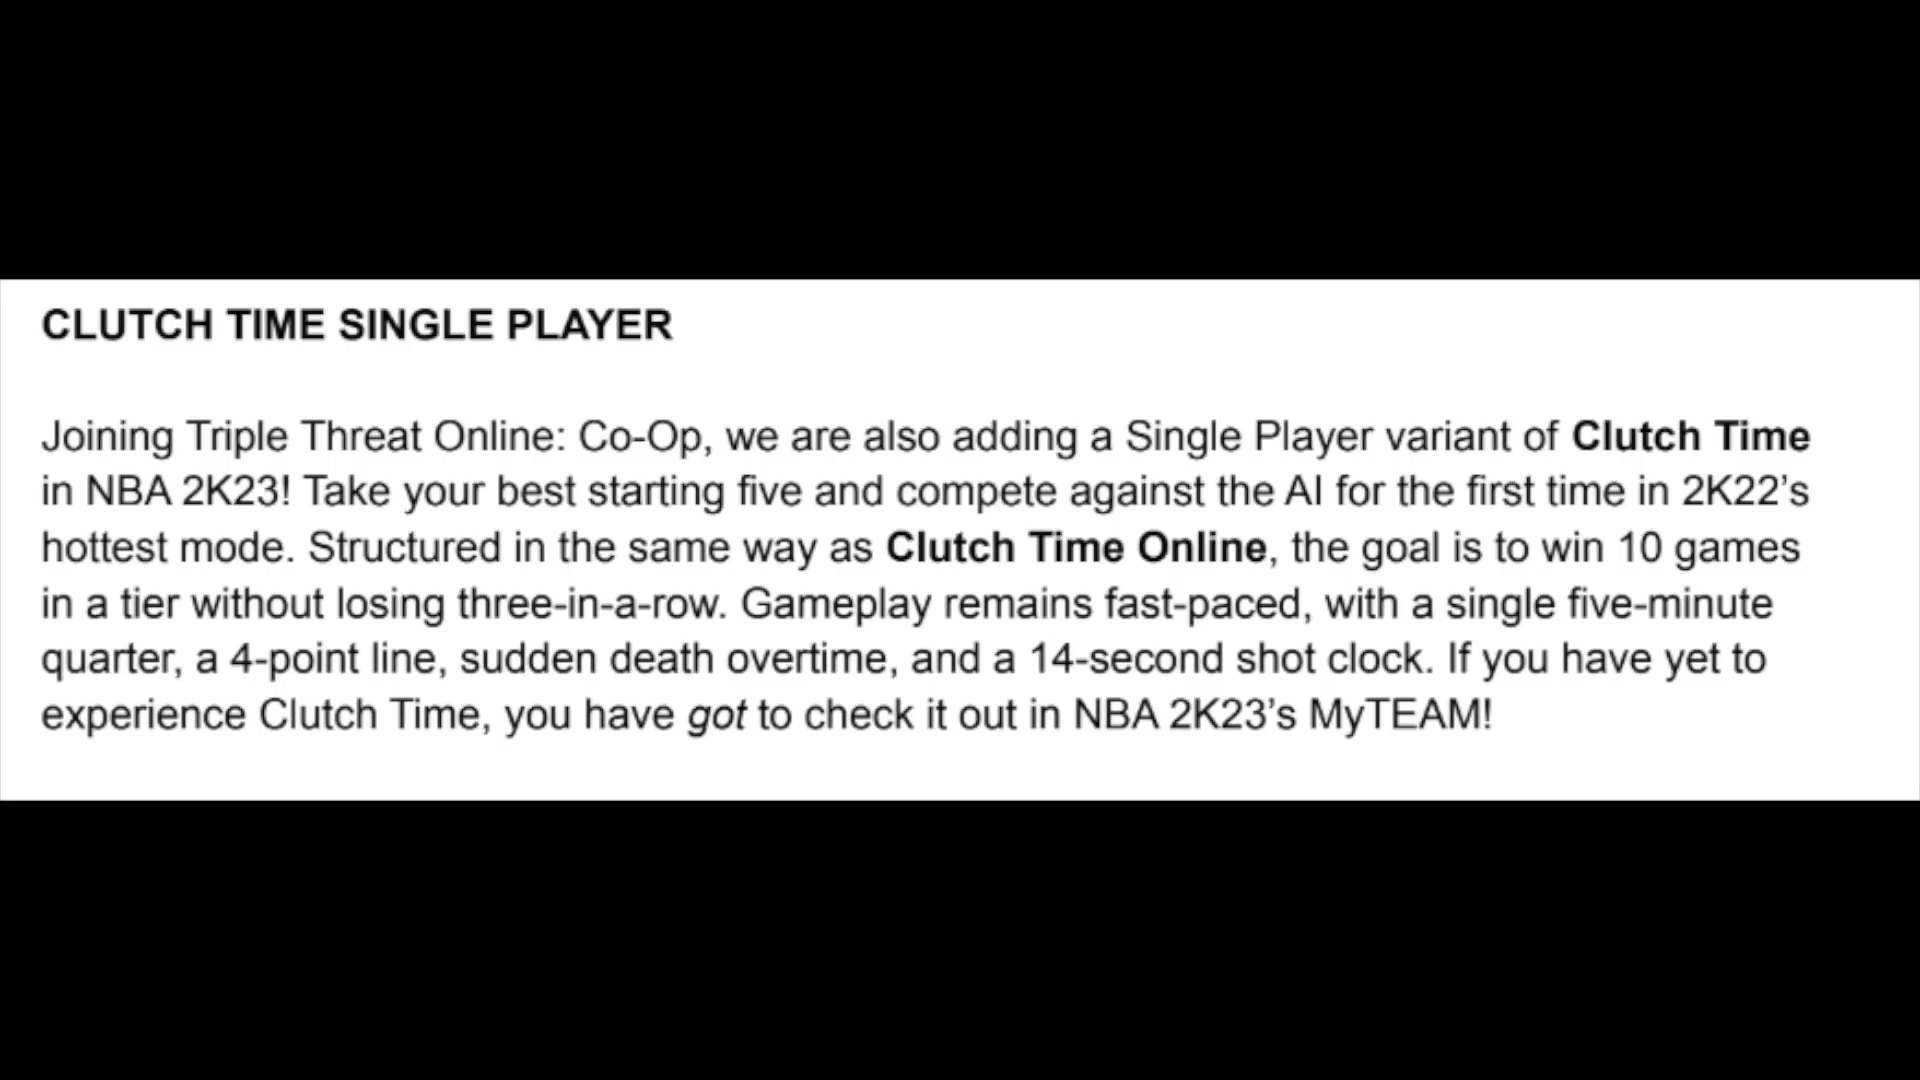 CLUTCH TIME SINGLE PLAYER
Joining Triple Threat Online: Co-Op, we are also adding a Single Player variant of Clutch Time
in NBA 2K23! Take your best starting five and compete against the AI for the first time in 2K22’s
hottest mode. Structured in the same way as Clutch Time Online, the goal is to win 10 games
in a tier without losing three-in-a-row. Gameplay remains fast-paced, with a single five-minute
quarter, a 4-point line, sudden death overtime, and a 14-second shot clock. If you have yet to
experience Clutch Time, you have got to check it out in NBA 2K23’s MyTEAM!